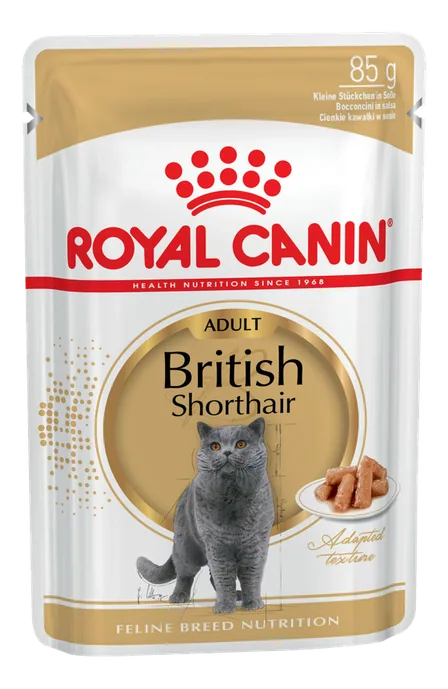 85 g
Kleine Stückchen in Soße
Bocconcini in salsa
Cienkie kawałki w sosie
ROYAL CANIN®
HEALTH NUTRITION SINCE 1968
ADULT
British
Shorthair
Adapted
texture
FELINE BREED NUTRITION